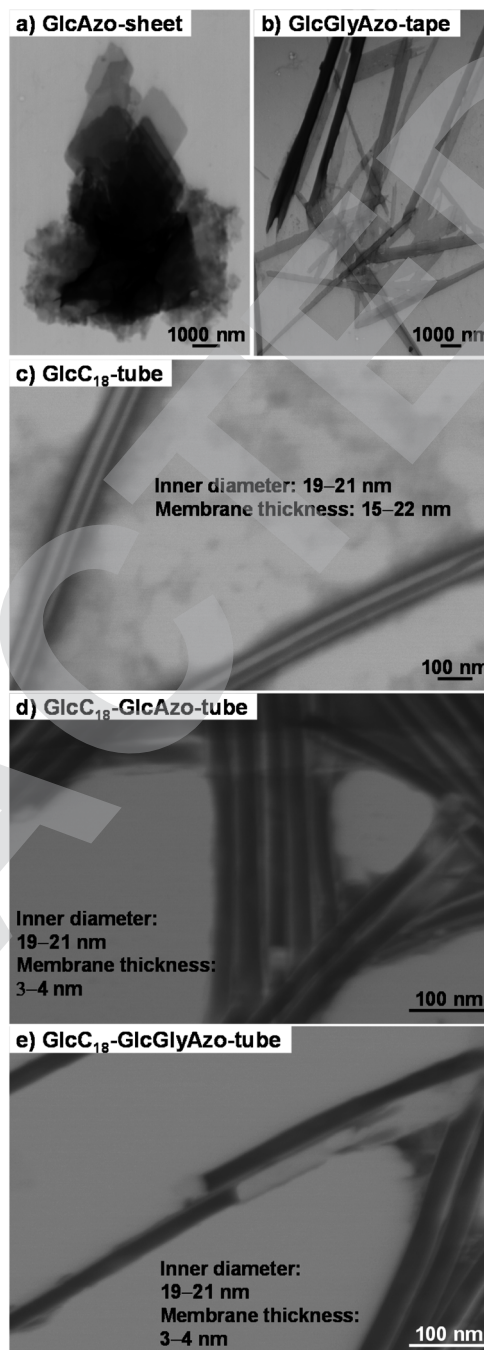 a) GlcAzo-sheet
b) GlcGlyAzo-tape
1000 nm
1000 nm
c) GlcC₁₈-tube
Inner diameter: 19–21 nm
Membrane thickness: 15–22 nm
100 nm
d) GlcC₁₈-GlcAzo-tube
Inner diameter:
19–21 nm
Membrane thickness:
3–4 nm
100 nm
e) GlcC₁₈-GlcGlyAzo-tube
Inner diameter:
19–21 nm
Membrane thickness:
3–4 nm
100 nm